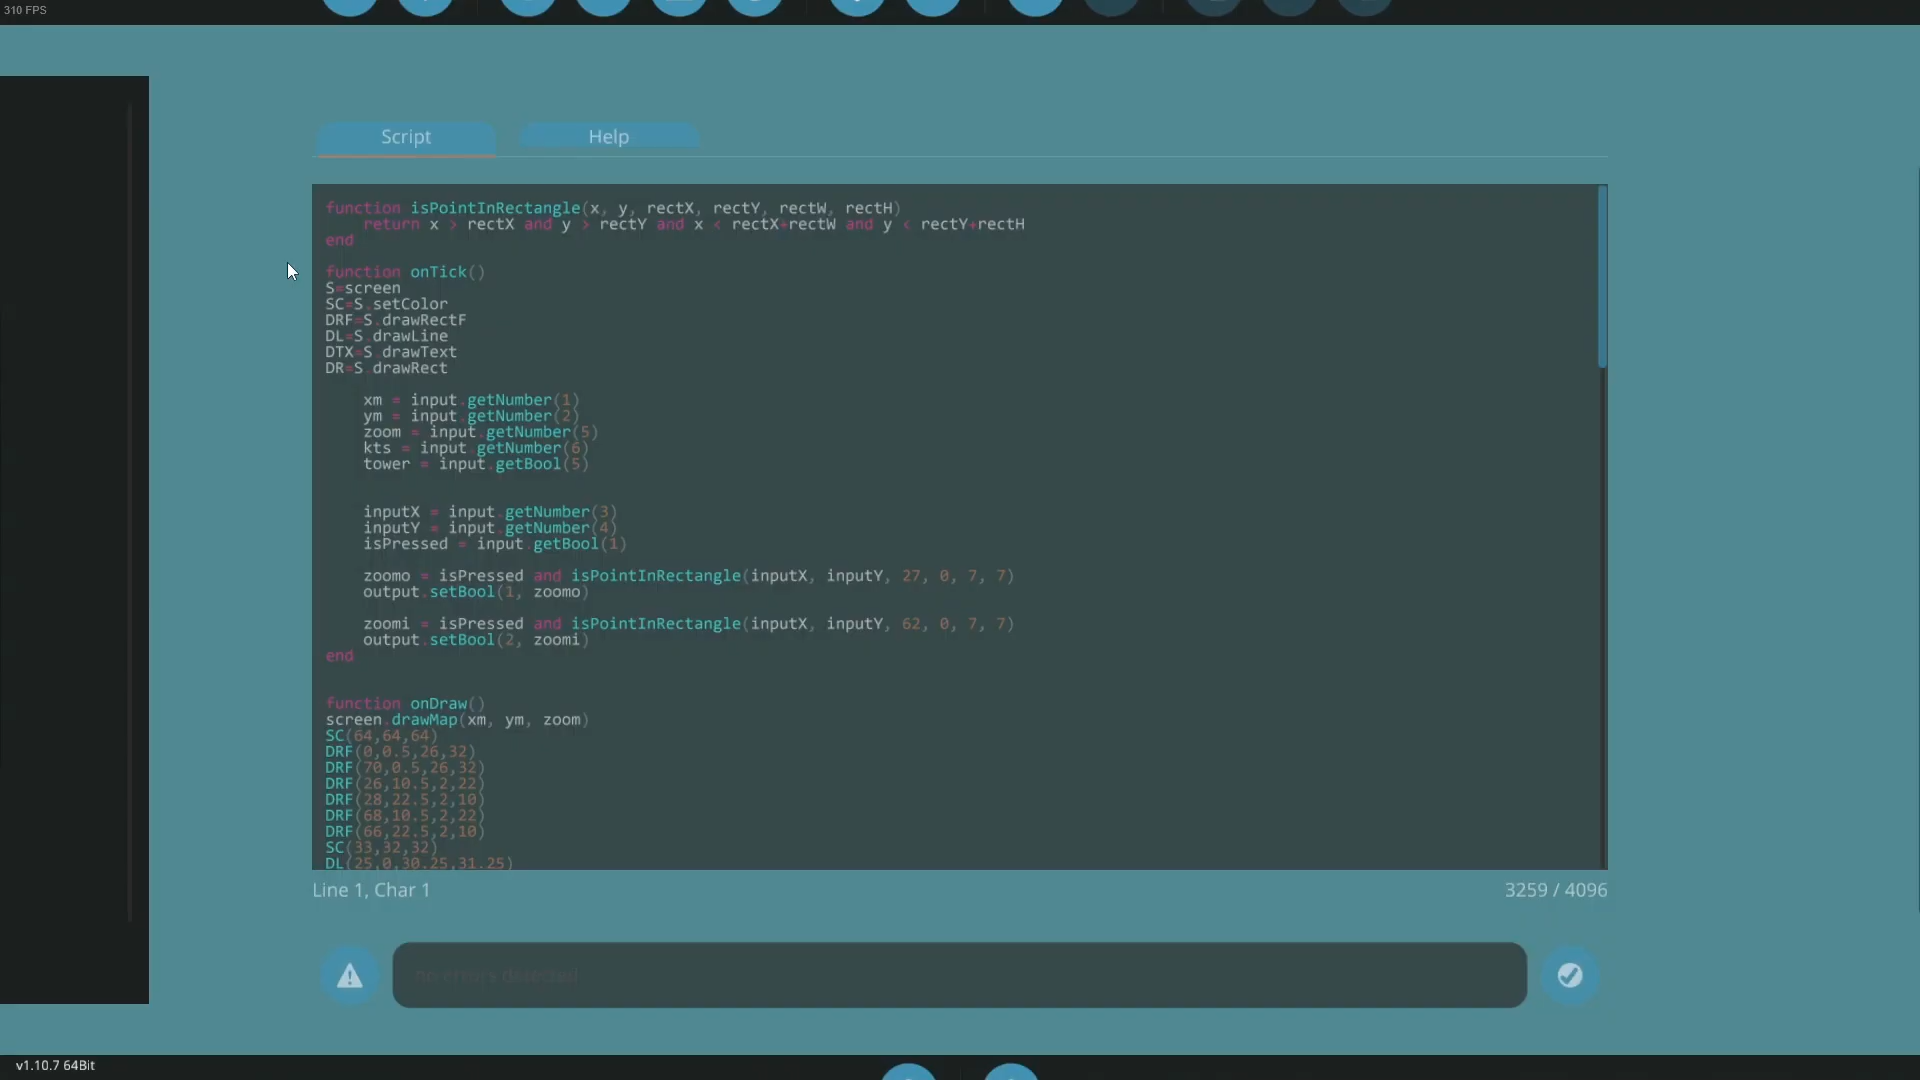 310 FPS
Script
Help
function isPointInRectangle(x, y, rectX, rectY, rectW, rectH)
return x > rectX and y > rectY and x < rectX+rectW and y < rectY+rectH
end
function onTick()
S=screen
SC=S.setColor
DRF=S.drawRectF
DL=S.drawLine
DTX=S.drawText
DR=S.drawRect
xm = input.getNumber(1)
ym = input.getNumber(2)
zoom = input.getNumber(5)
kts = input.getNumber(6)
tower = input.getBool(5)
inputX = input.getNumber(3)
inputY = input.getNumber(4)
isPressed = input.getBool(1)
zoomo = isPressed and isPointInRectangle(inputX, inputY, 27, 0, 7, 7)
output.setBool(1, zoomo)
zoomi = isPressed and isPointInRectangle(inputX, inputY, 62, 0, 7, 7)
output.setBool(2, zoomi)
end
function onDraw()
screen.drawMap(xm, ym, zoom)
SC(64,64,64)
DRF(0,0.5,26,32)
DRF(70,0.5,26,32)
DRF(26,10.5,2,22)
DRF(28,22.5,2,10)
DRF(68,10.5,2,22)
DRF(66,22.5,2,10)
SC(33,32,32)
DL(25,0,30.25,31.25)
Line 1, Char 1
3259 / 4096
no errors detected
v1.10.7 64Bit